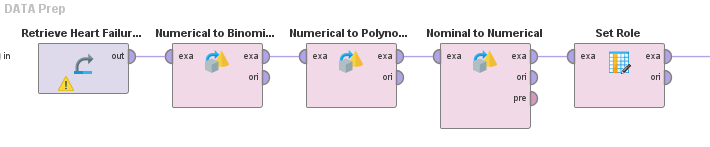 DATA Prep
Retrieve Heart Failur...
Numerical to Binomi...
Numerical to Polyno...
Nominal to Numerical
Set Role
in
out
exa
exa
exa
exa
exa
exa
exa
exa
ori
ori
ori
ori
pre